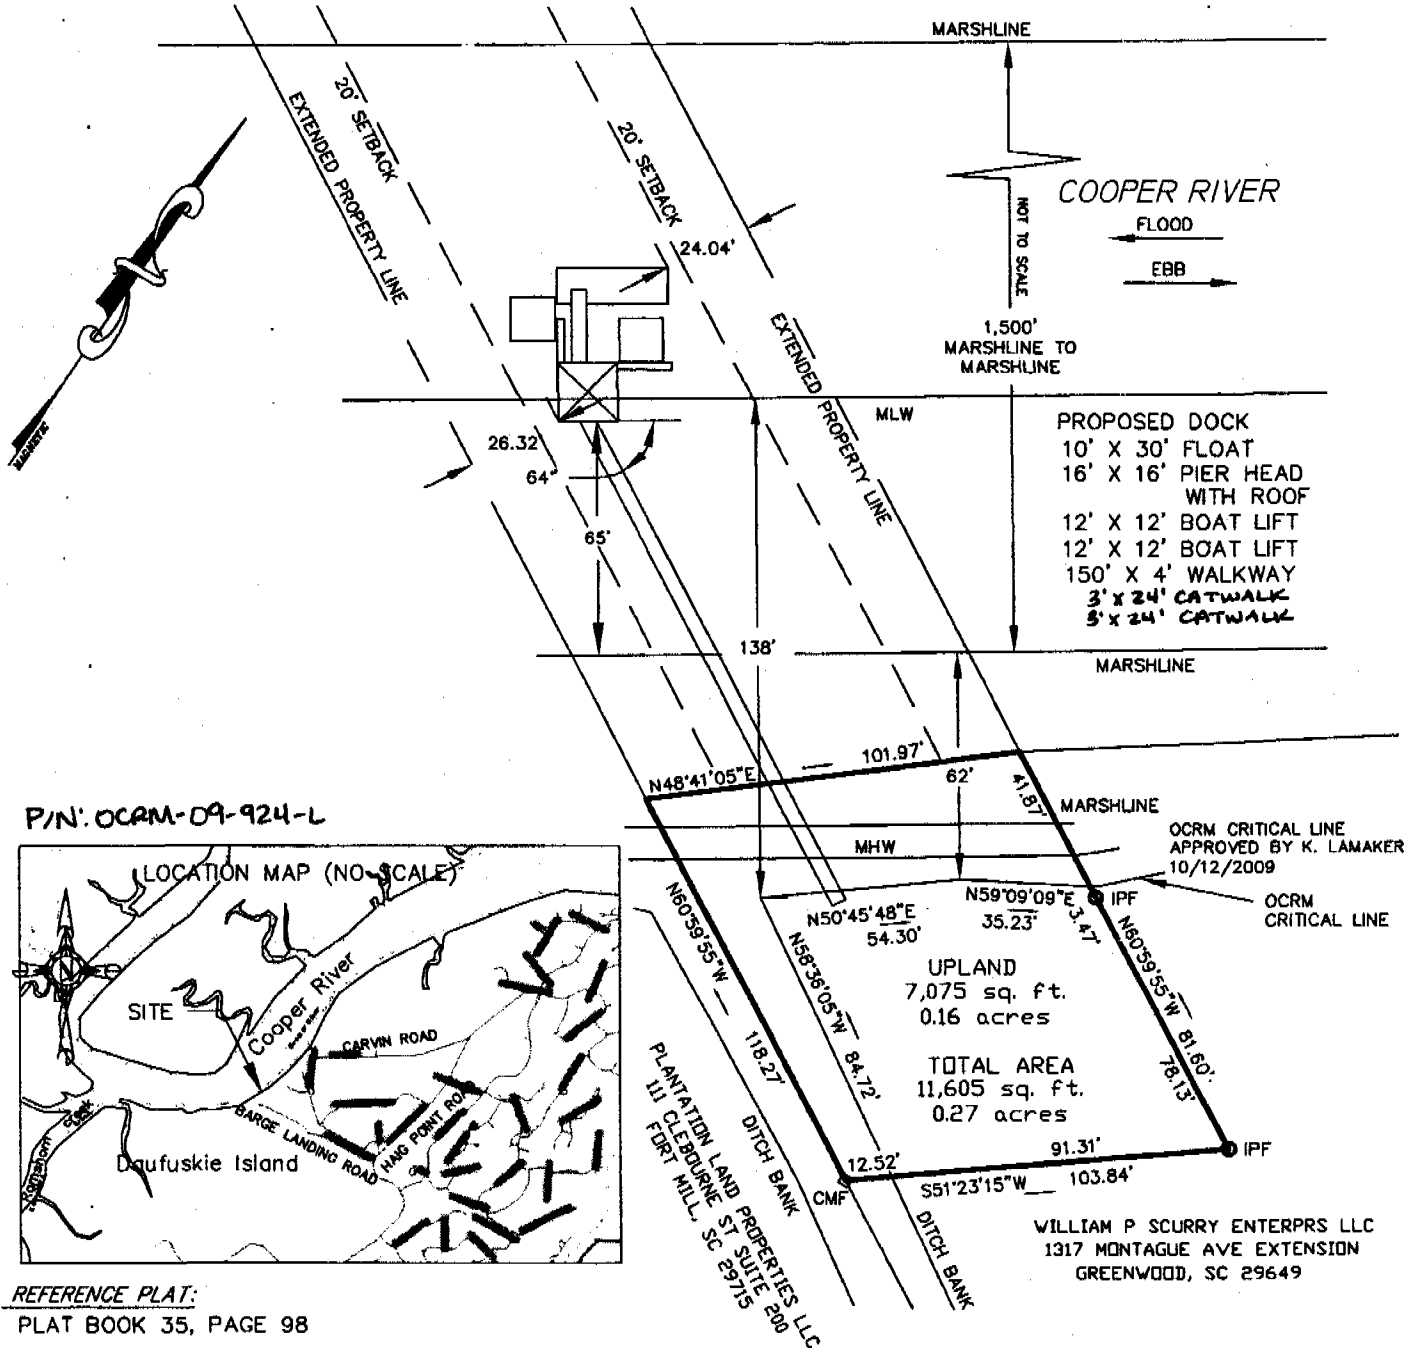 MARSHLINE
20' SETBACK
EXTENDED PROPERTY LINE
20' SETBACK
COOPER RIVER
FLOOD
EBB
NOT TO SCALE
24.04'
1,500'
MARSHLINE TO
MARSHLINE
EXTENDED PROPERTY LINE
MLW
MAGNETIC
26.32'
64°
65'
PROPOSED DOCK
10' X 30' FLOAT
16' X 16' PIER HEAD
WITH ROOF
12' X 12' BOAT LIFT
12' X 12' BOAT LIFT
150' X 4' WALKWAY
3' X 24' CATWALK
3' X 24' CATWALK
138'
MARSHLINE
101.97'
N48°41'05"E
62'
41.87'
MARSHLINE
MHW
OCRM CRITICAL LINE
APPROVED BY K. LAMAKER
10/12/2009
OCRM
CRITICAL LINE
N59°09'09"E
35.23'
IPF
3.47'
N50°45'48"E
54.30'
N60°59'55"W
118.27'
N58°36'05"W 84.72'
N60°59'55"W 81.60'
78.13'
UPLAND
7,075 sq. ft.
0.16 acres
TOTAL AREA
11,605 sq. ft.
0.27 acres
91.31'
12.52'
S51°23'15"W 103.84'
IPF
CMF
DITCH BANK
DITCH BANK
PLANTATION LAND PROPERTIES LLC
111 CLEBOURNE ST SUITE 200
FORT MILL, SC 29715
WILLIAM P SCURRY ENTERPRS LLC
1317 MONTAGUE AVE EXTENSION
GREENWOOD, SC 29649
P/N: OCRM-09-924-L
LOCATION MAP (NO SCALE)
N
SITE
Cooper River
CARVIN ROAD
BARGE LANDING ROAD
HAIG POINT ROAD
Ramshorn Creek
Daufuskie Island
REFERENCE PLAT:
PLAT BOOK 35, PAGE 98